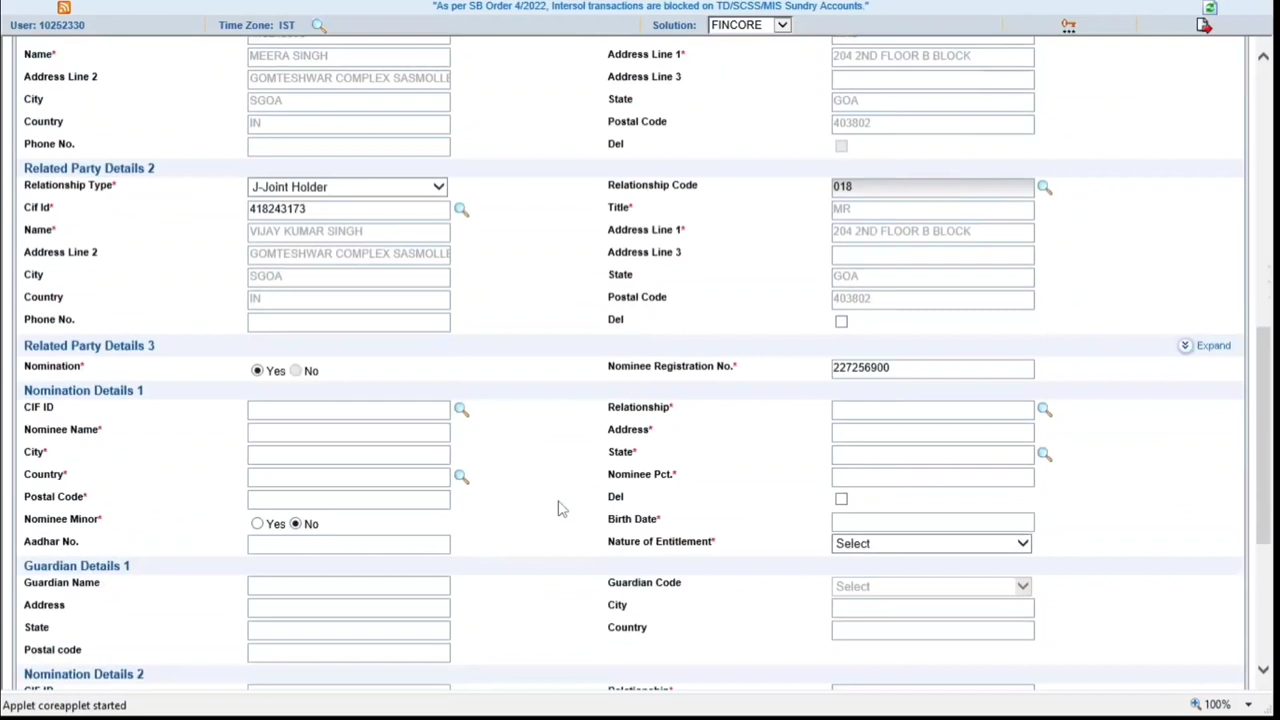 "As per SB Order 4/2022, Intersol transactions are blocked on TD/SCSS/MIS Sundry Accounts."
User: 10252330 Time Zone: IST Solution: FINCORE
Name* MEERA SINGH Address Line 1* 204 2ND FLOOR B BLOCK
Address Line 2 GOMTESHWAR COMPLEX SASMOLLE Address Line 3
City SGOA State GOA
Country IN Postal Code 403802
Phone No. Del
Related Party Details 2
Relationship Type* J-Joint Holder Relationship Code 018
Cif Id* 418243173 Title* MR
Name* VIJAY KUMAR SINGH Address Line 1* 204 2ND FLOOR B BLOCK
Address Line 2 GOMTESHWAR COMPLEX SASMOLLE Address Line 3
City SGOA State GOA
Country IN Postal Code 403802
Phone No. Del
Related Party Details 3 Expand
Nomination* Yes No Nominee Registration No.* 227256900
Nomination Details 1
CIF ID Relationship*
Nominee Name* Address*
City* State*
Country* Nominee Pct.*
Postal Code* Del
Nominee Minor* Yes No Birth Date*
Aadhar No. Nature of Entitlement* Select
Guardian Details 1
Guardian Name Guardian Code Select
Address City
State Country
Postal code
Nomination Details 2
CIF ID Relationship*
Applet coreapplet started 100%